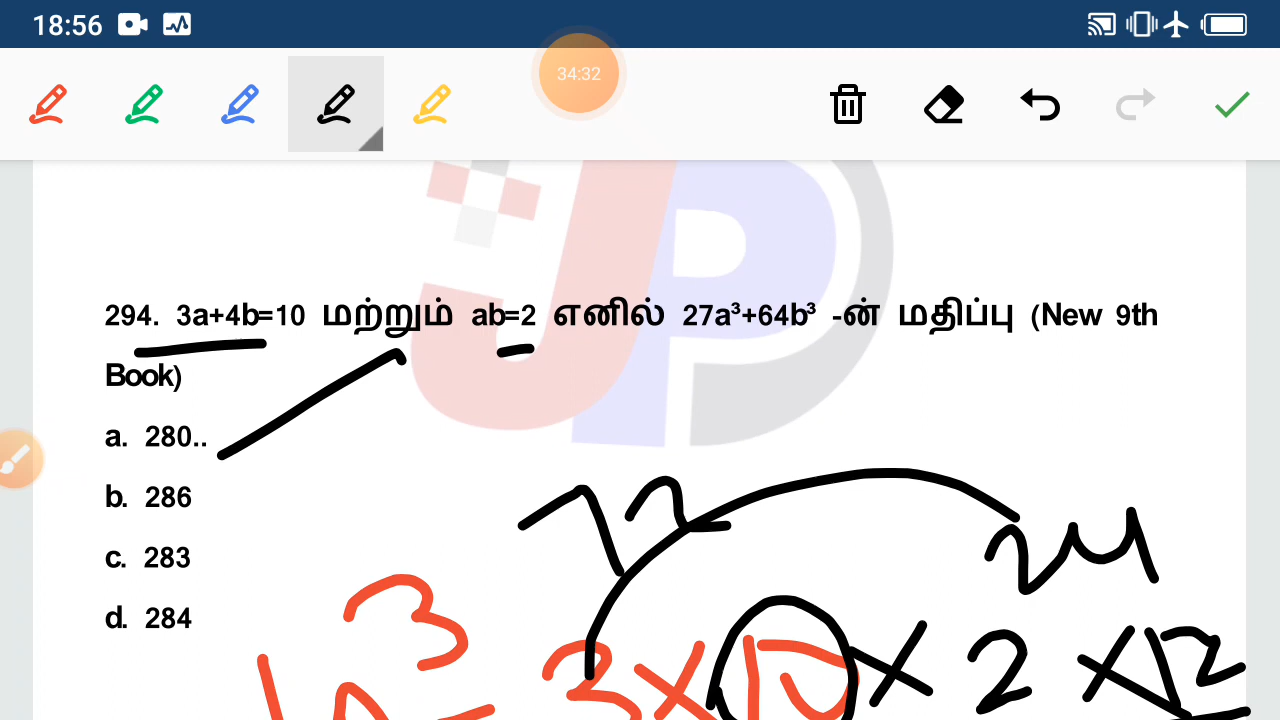 18:56
34:32
294. 3a+4b=10 மற்றும் ab=2 எனில் 27a³+64b³ -ன் மதிப்பு (New 9th
Book)
a. 280..
b. 286
c. 283
d. 284
72
24
3
3×10×2×12